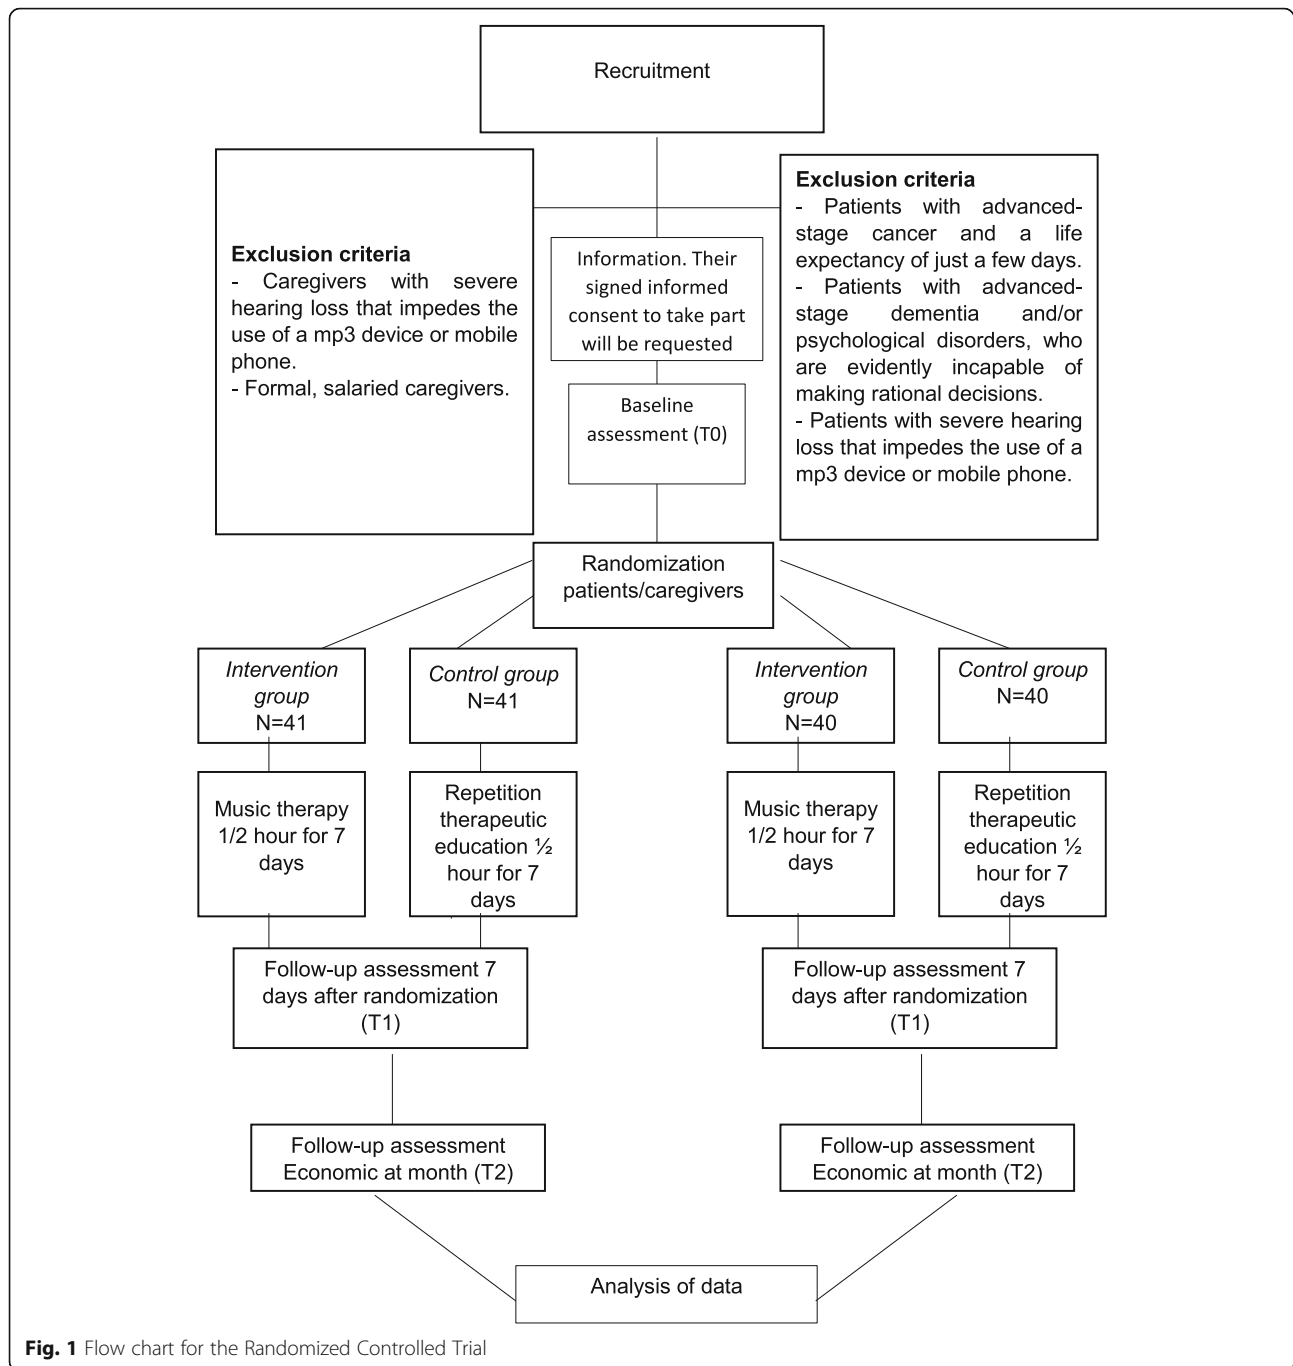 Recruitment
Exclusion criteria
- Caregivers with severe
hearing loss that impedes the
use of a mp3 device or mobile
phone.
- Formal, salaried caregivers.
Information. Their
signed informed
consent to take part
will be requested
Exclusion criteria
- Patients with advanced-
stage cancer and a life
expectancy of just a few days.
- Patients with advanced-
stage dementia and/or
psychological disorders, who
are evidently incapable of
making rational decisions.
- Patients with severe hearing
loss that impedes the use of a
mp3 device or mobile phone.
Baseline
assessment (T0)
Randomization
patients/caregivers
Intervention
group
N=41
Control group
N=41
Intervention
group
N=40
Control group
N=40
Music therapy
1/2 hour for 7
days
Repetition
therapeutic
education ½
hour for 7
days
Music therapy
1/2 hour for 7
days
Repetition
therapeutic
education ½
hour for 7
days
Follow-up assessment 7
days after randomization
(T1)
Follow-up assessment 7
days after randomization
(T1)
Follow-up assessment
Economic at month (T2)
Follow-up assessment
Economic at month (T2)
Analysis of data
Fig. 1 Flow chart for the Randomized Controlled Trial